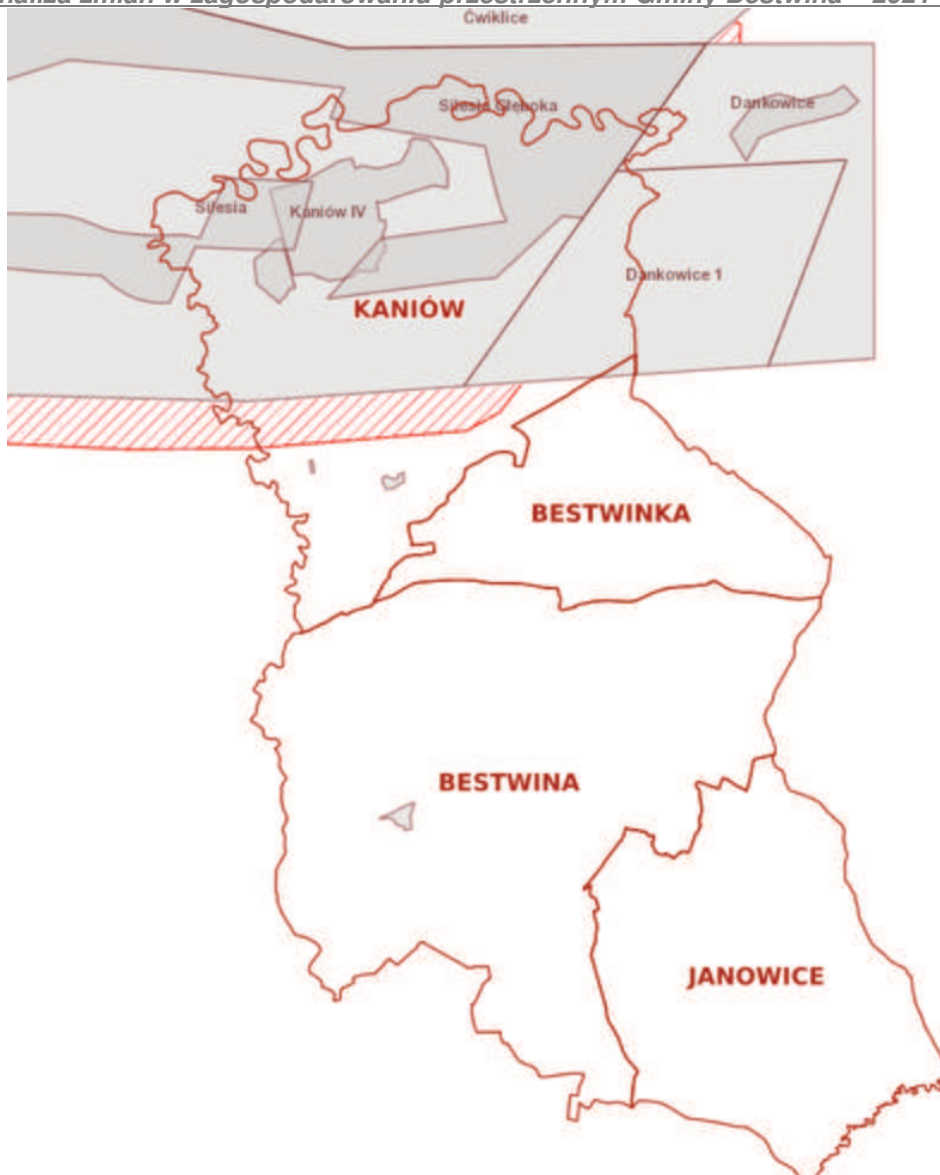 naliza zmian w zagospodarowaniu przestrzennym Gminy Bestwina – 2021
Ćwiklice
Silesia Głęboka
Dankowice
Silesia
Kaniów IV
Dankowice 1
KANIÓW
BESTWINKA
BESTWINA
JANOWICE